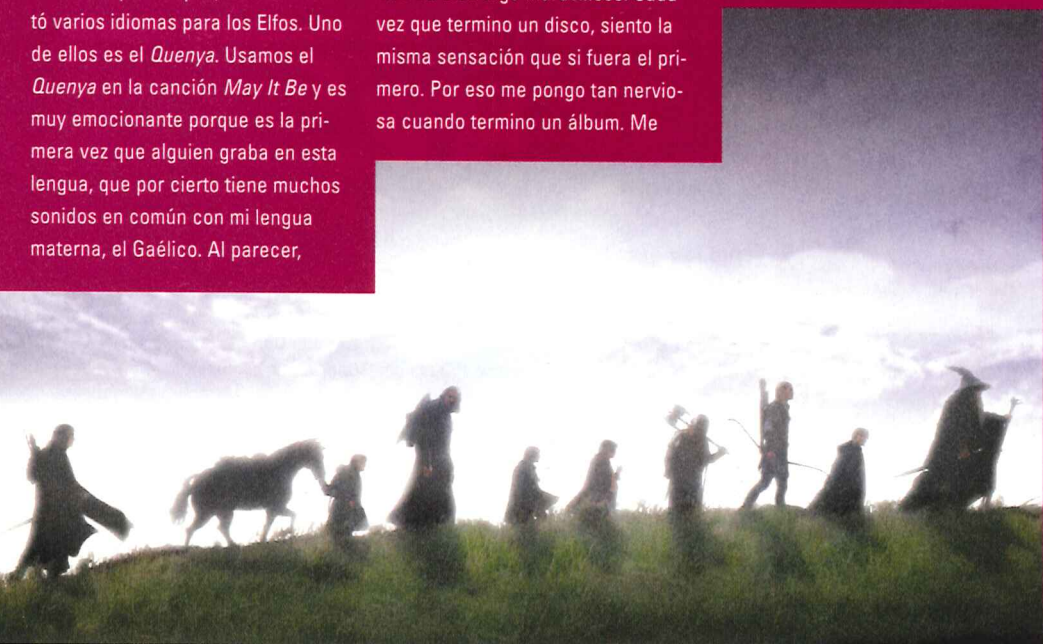 tó varios idiomas para los Elfos. Uno
de ellos es el Quenya. Usamos el
Quenya en la canción May It Be y es
muy emocionante porque es la pri-
mera vez que alguien graba en esta
lengua, que por cierto tiene muchos
sonidos en común con mi lengua
materna, el Gaélico. Al parecer,
vez que termino un disco, siento la
misma sensación que si fuera el pri-
mero. Por eso me pongo tan nervio-
sa cuando termino un álbum. Me